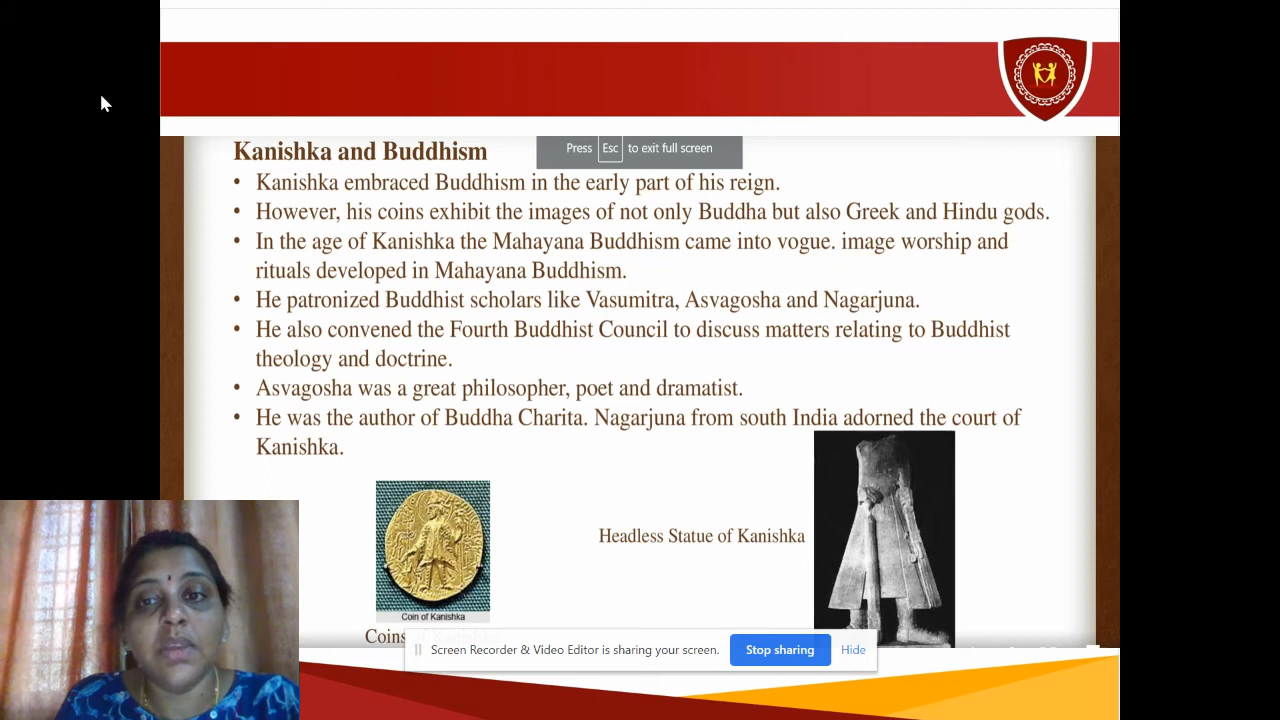 Kanishka and Buddhism
Press Esc to exit full screen
• Kanishka embraced Buddhism in the early part of his reign.
• However, his coins exhibit the images of not only Buddha but also Greek and Hindu gods.
• In the age of Kanishka the Mahayana Buddhism came into vogue. image worship and
rituals developed in Mahayana Buddhism.
• He patronized Buddhist scholars like Vasumitra, Asvagosha and Nagarjuna.
• He also convened the Fourth Buddhist Council to discuss matters relating to Buddhist
theology and doctrine.
• Asvagosha was a great philosopher, poet and dramatist.
• He was the author of Buddha Charita. Nagarjuna from south India adorned the court of
Kanishka.
Headless Statue of Kanishka
Coin of Kanishka
Coins
Screen Recorder & Video Editor is sharing your screen.
Stop sharing
Hide